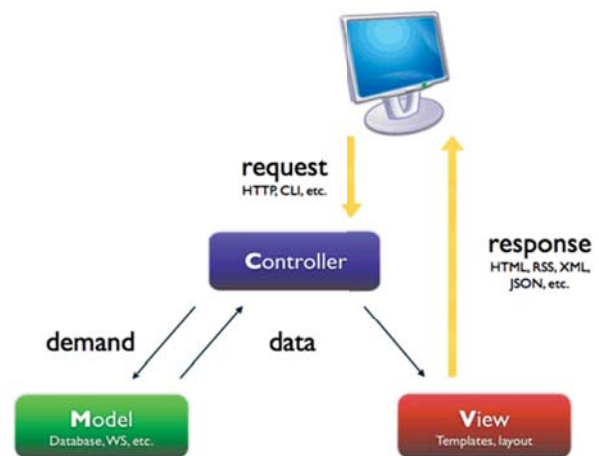 request
HTTP, CLI, etc.
Controller
response
HTML, RSS, XML,
JSON, etc.
demand
data
Model
Database, WS, etc.
View
Templates, layout